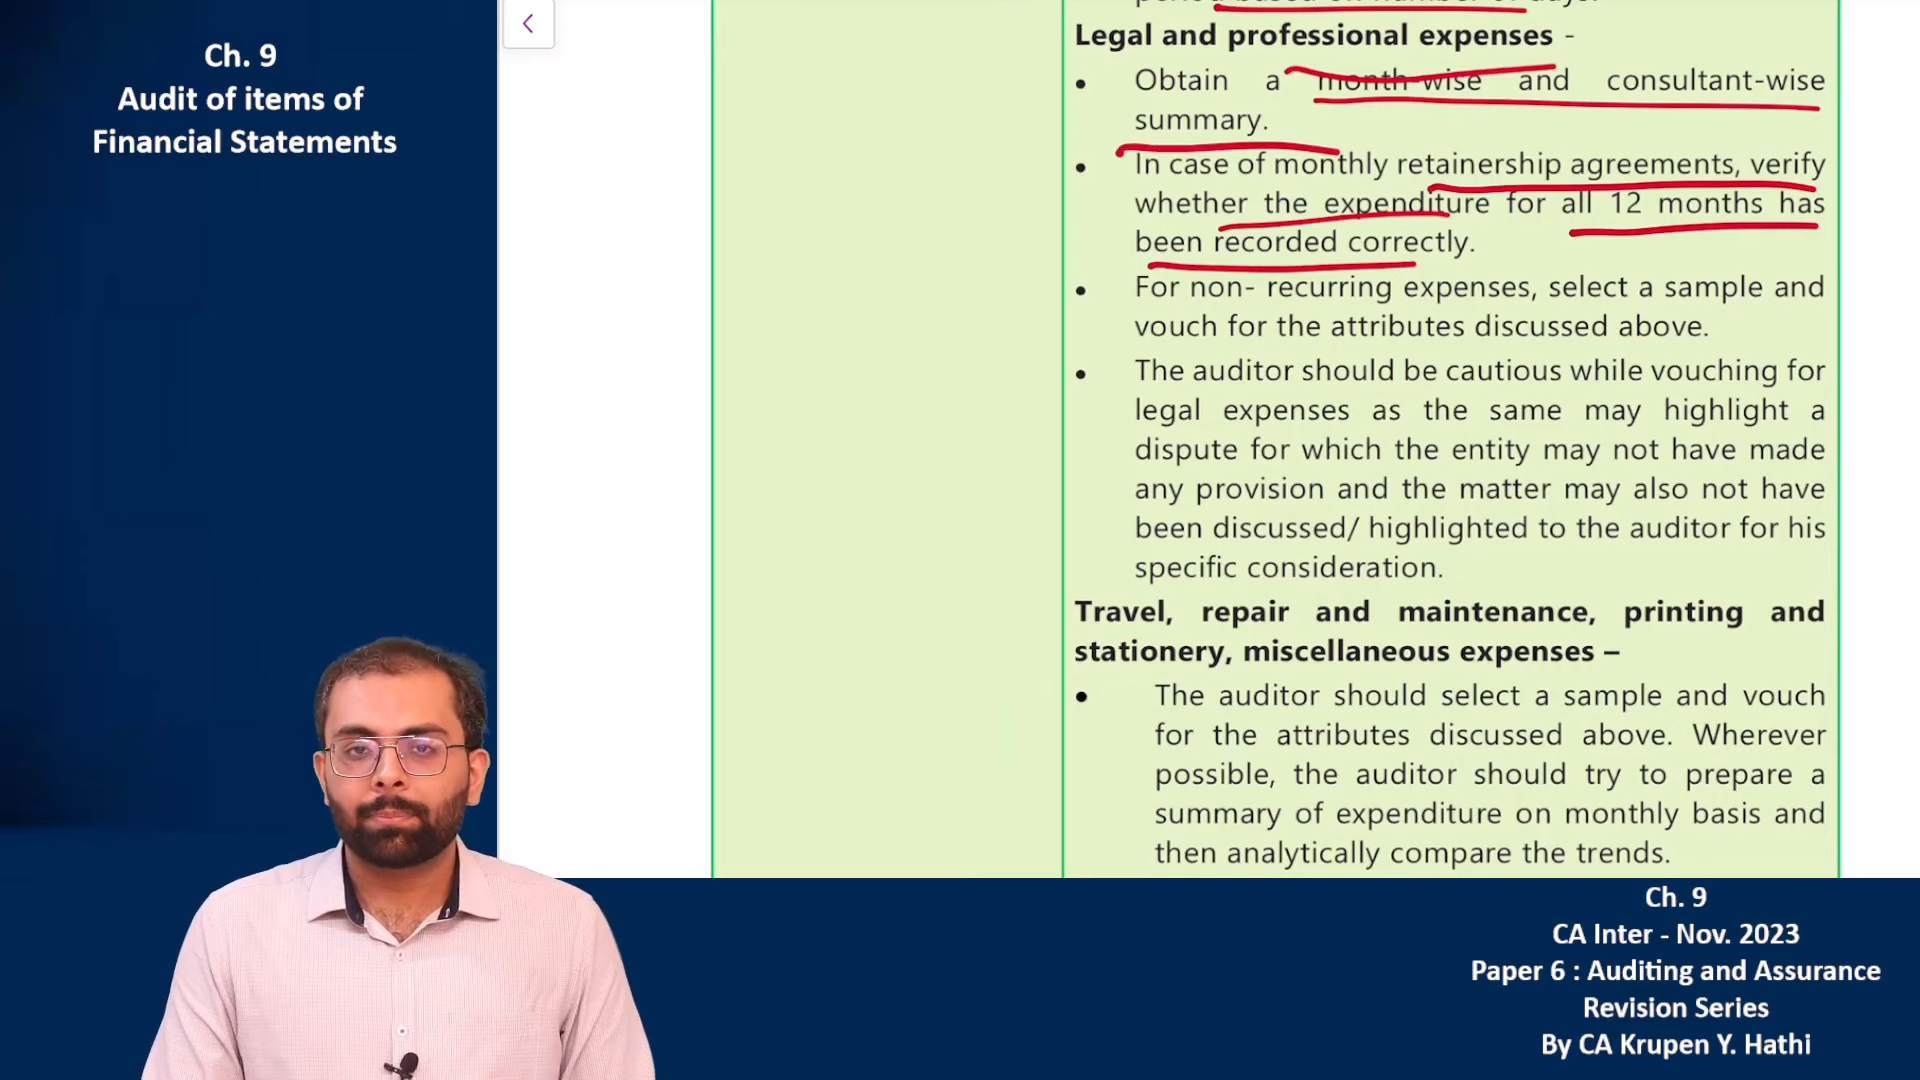 Ch. 9
Audit of items of
Financial Statements
period based on number of days.
Legal and professional expenses -
• Obtain a month-wise and consultant-wise
summary.
• In case of monthly retainership agreements, verify
whether the expenditure for all 12 months has
been recorded correctly.
• For non- recurring expenses, select a sample and
vouch for the attributes discussed above.
• The auditor should be cautious while vouching for
legal expenses as the same may highlight a
dispute for which the entity may not have made
any provision and the matter may also not have
been discussed/ highlighted to the auditor for his
specific consideration.
Travel, repair and maintenance, printing and
stationery, miscellaneous expenses –
• The auditor should select a sample and vouch
for the attributes discussed above. Wherever
possible, the auditor should try to prepare a
summary of expenditure on monthly basis and
then analytically compare the trends.
Ch. 9
CA Inter - Nov. 2023
Paper 6 : Auditing and Assurance
Revision Series
By CA Krupen Y. Hathi